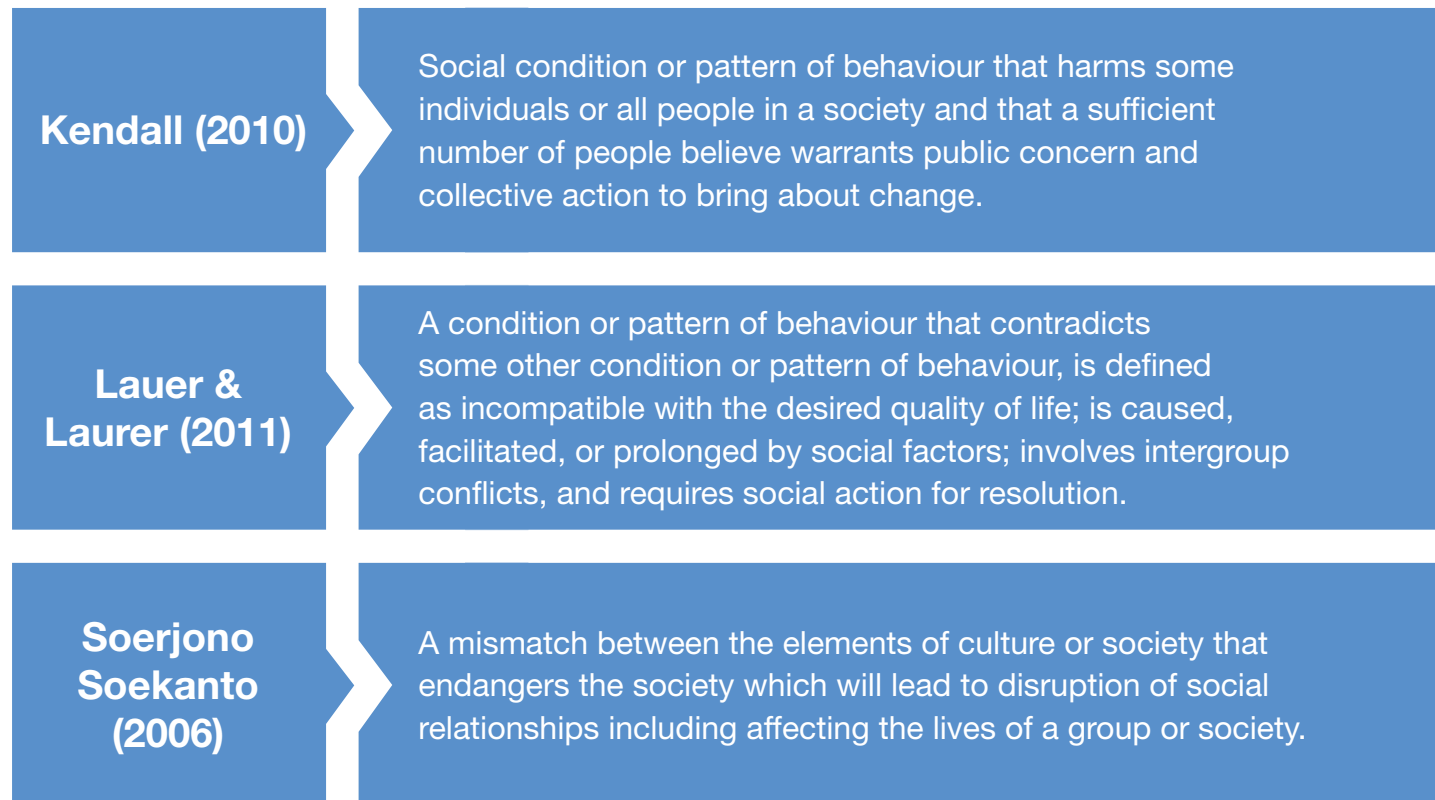 Kendall (2010)
Social condition or pattern of behaviour that harms some
individuals or all people in a society and that a sufficient
number of people believe warrants public concern and
collective action to bring about change.
Lauer &
Laurer (2011)
A condition or pattern of behaviour that contradicts
some other condition or pattern of behaviour, is defined
as incompatible with the desired quality of life; is caused,
facilitated, or prolonged by social factors; involves intergroup
conflicts, and requires social action for resolution.
Soerjono
Soekanto
(2006)
A mismatch between the elements of culture or society that
endangers the society which will lead to disruption of social
relationships including affecting the lives of a group or society.